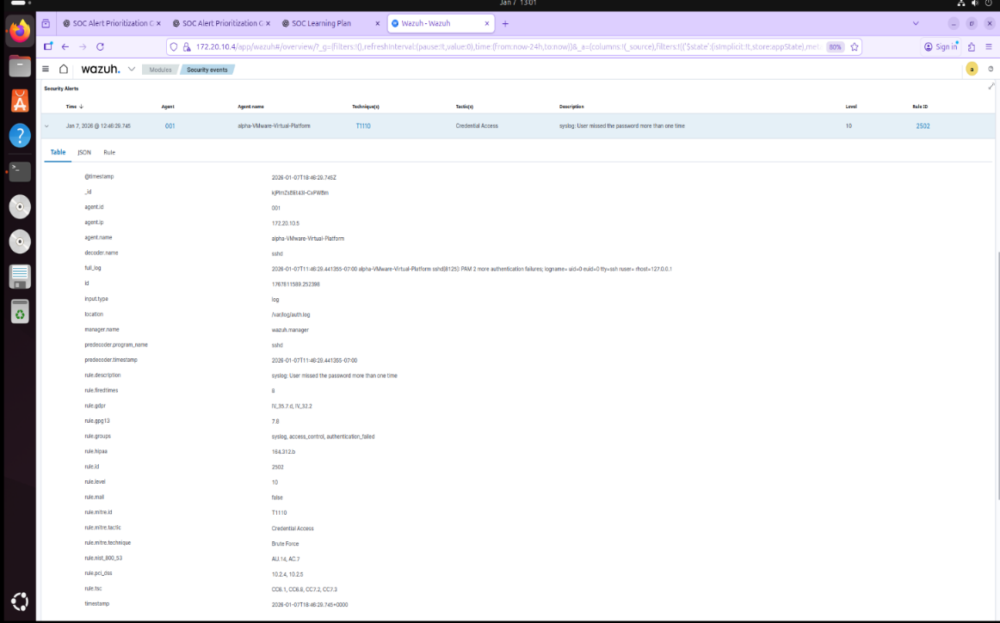 Jan 7 13:01
SOC Alert Prioritization G
SOC Alert Prioritization G
SOC Learning Plan
Wazuh - Wazuh
172.20.10.4/app/wazuh#/overview/?_g=(filters:!(),refreshInterval:(pause:!t,value:0),time:(from:now-24h,to:now))&_a=(columns:!(_source),filters:!(('$state':(isImplicit:!t,store:appState),met 80% Sign in
wazuh. Modules Security events a
Security Alerts
Time Agent Agent name Technique(s) Tactic(s) Description Level Rule ID
Jan 7, 2026 @ 12:46:29.745 001 alpha-VMware-Virtual-Platform T1110 Credential Access syslog: User missed the password more than one time 10 2502
Table JSON Rule
@timestamp 2026-01-07T18:46:29.745Z
_id
agent.id 001
agent.ip 172.20.10.5
agent.name alpha-VMware-Virtual-Platform
decoder.name sshd
full_log 2026-01-07T11:46:29.441355-07:00 alpha-VMware-Virtual-Platform sshd[8125]: PAM 2 more authentication failures; logname= uid=0 euid=0 tty=ssh ruser= rhost=127.0.0.1
id 1767811589.252398
input.type log
location /var/log/auth.log
manager.name wazuh.manager
predecoder.program_name sshd
predecoder.timestamp 2026-01-07T11:46:29.441355-07:00
rule.description syslog: User missed the password more than one time
rule.firedtimes 8
rule.gdpr IV_35.7.d, IV_32.2
rule.gpg13 7.8
rule.groups syslog, access_control, authentication_failed
rule.hipaa 164.312.b
rule.id 2502
rule.level 10
rule.mail false
rule.mitre.id T1110
rule.mitre.tactic Credential Access
rule.mitre.technique Brute Force
rule.nist_800_53 AU.14, AC.7
rule.pci_dss 10.2.4, 10.2.5
rule.tsc CC6.1, CC6.8, CC7.2, CC7.3
timestamp 2026-01-07T18:46:29.745+0000